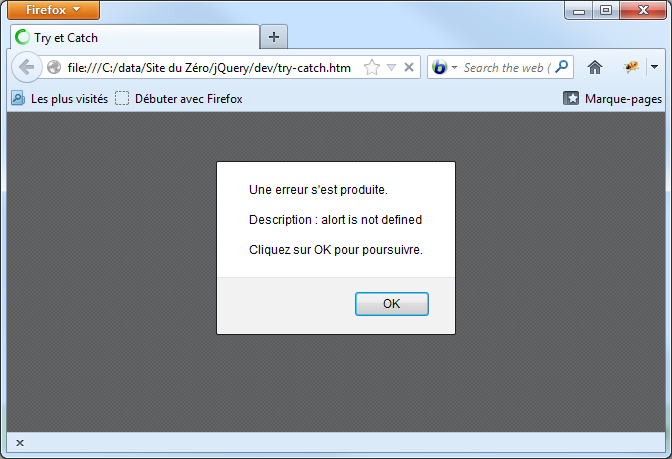 Firefox
Try et Catch
file:///C:/data/Site du Zéro/jQuery/dev/try-catch.htm
Search the web (
Les plus visités
Débuter avec Firefox
Marque-pages
Une erreur s'est produite.
Description : alort is not defined
Cliquez sur OK pour poursuivre.
OK